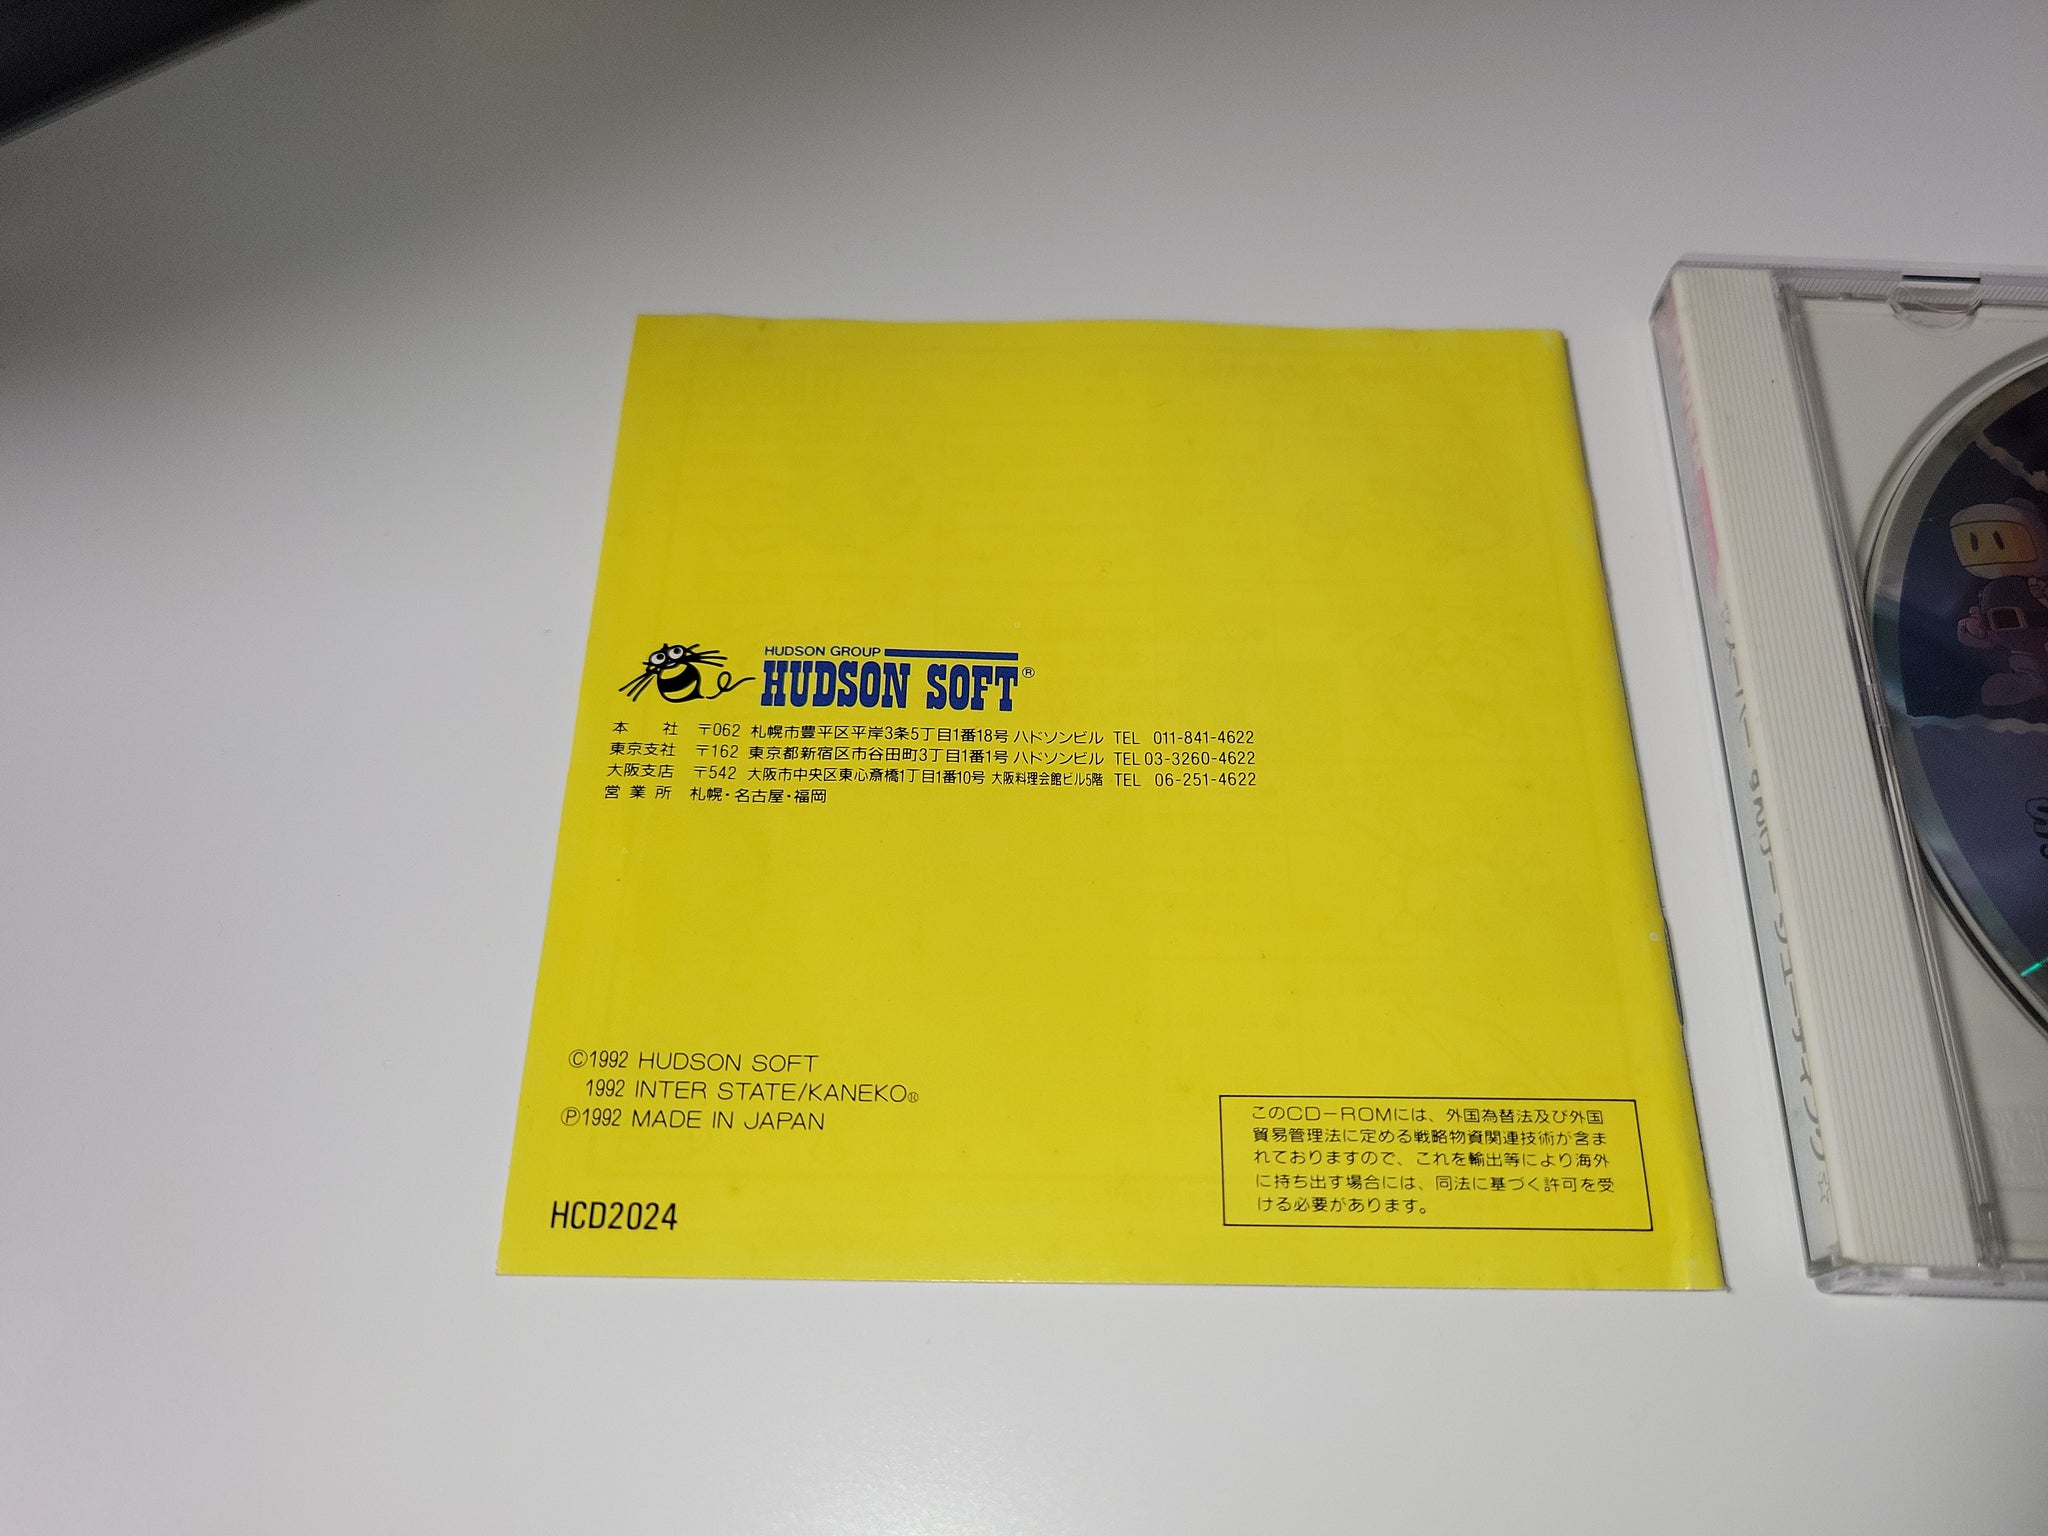 HUDSON GROUP
HUDSON SOFT®
本 社 〒062 札幌市豊平区平岸3条5丁目1番18号 ハドソンビル TEL 011-841-4622
東京支社 〒162 東京都新宿区市谷田町3丁目1番1号 ハドソンビル TEL 03-3260-4622
大阪支店 〒542 大阪市中央区東心斎橋1丁目1番10号 大阪料理会館ビル5階 TEL 06-251-4622
営業所 札幌・名古屋・福岡
©1992 HUDSON SOFT
1992 INTER STATE/KANEKO®
℗1992 MADE IN JAPAN
HCD2024
このCD-ROMには、外国為替法及び外国
貿易管理法に定める戦略物資関連技術が含ま
れておりますので、これを輸出等により海外
に持ち出す場合には、同法に基づく許可を受
ける必要があります。